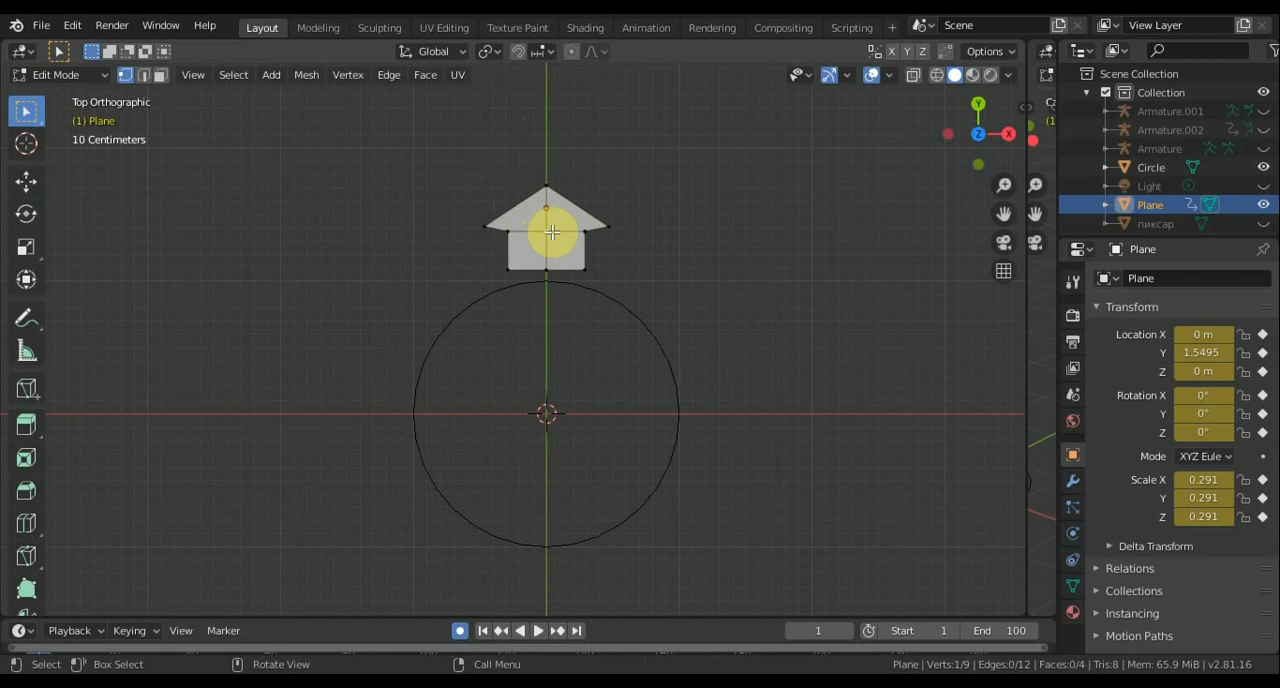 File Edit Render Window Help Layout Modeling Sculpting UV Editing Texture Paint Shading Animation Rendering Compositing Scripting + Scene View Layer
Global X Y Z Options
Edit Mode View Select Add Mesh Vertex Edge Face UV
Scene Collection
Collection
Top Orthographic
(1) Plane
10 Centimeters
Armature.001
Armature.002
Armature
Circle
Light
Plane
пиксар
Y
Z
X
Plane
Plane
Transform
Location X 0 m
Y 1.5495
Z 0 m
Rotation X 0°
Y 0°
Z 0°
Mode XYZ Eule
Scale X 0.291
Y 0.291
Z 0.291
Delta Transform
Relations
Collections
Instancing
Motion Paths
Playback Keying View Marker 1 Start 1 End 100
Select Box Select Rotate View Call Menu Plane | Verts:1/9 | Edges:0/12 | Faces:0/4 | Tris:8 | Mem: 65.9 MiB | v2.81.16